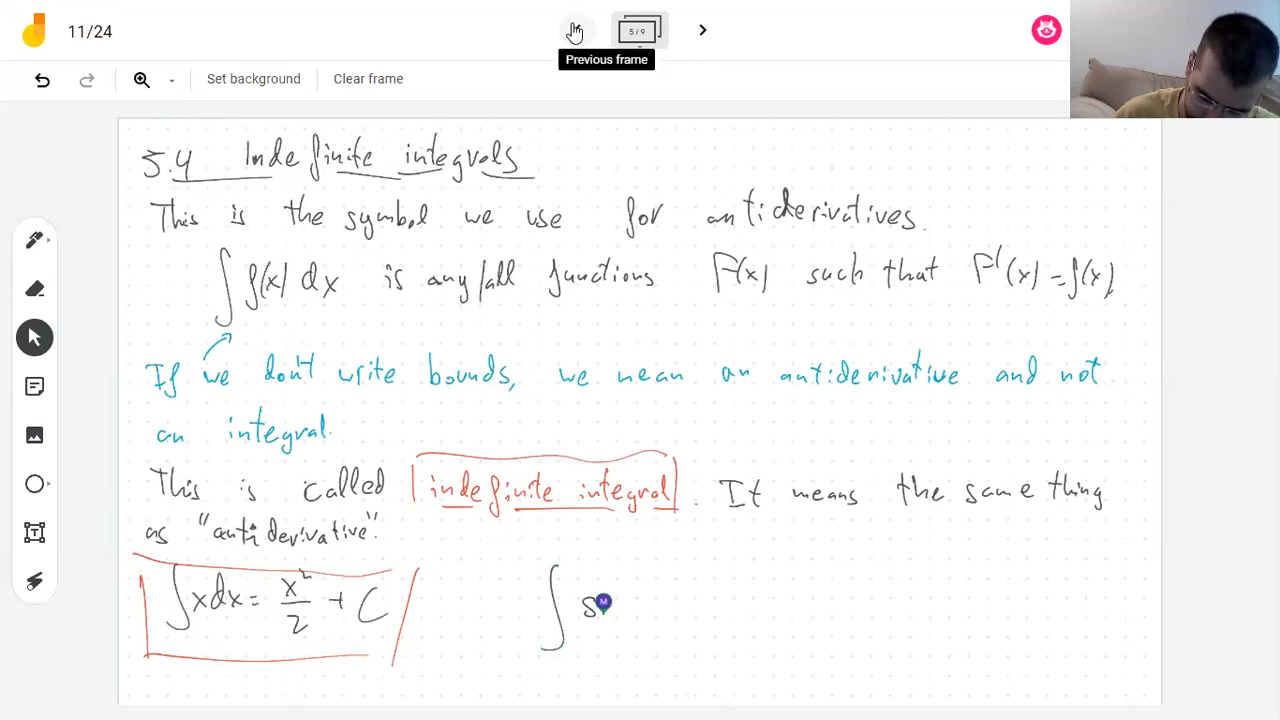 11/24
5/9
Previous frame
Set background
Clear frame
5.4 Indefinite integrals
This is the symbol we use for antiderivatives.
∫ f(x) dx is any/all functions F(x) such that F'(x) = f(x).
If we don't write bounds, we mean an antiderivative and not
an integral.
This is called indefinite integral. It means the same thing
as "antiderivative".
∫ x dx = x²/2 + C
∫ s
M